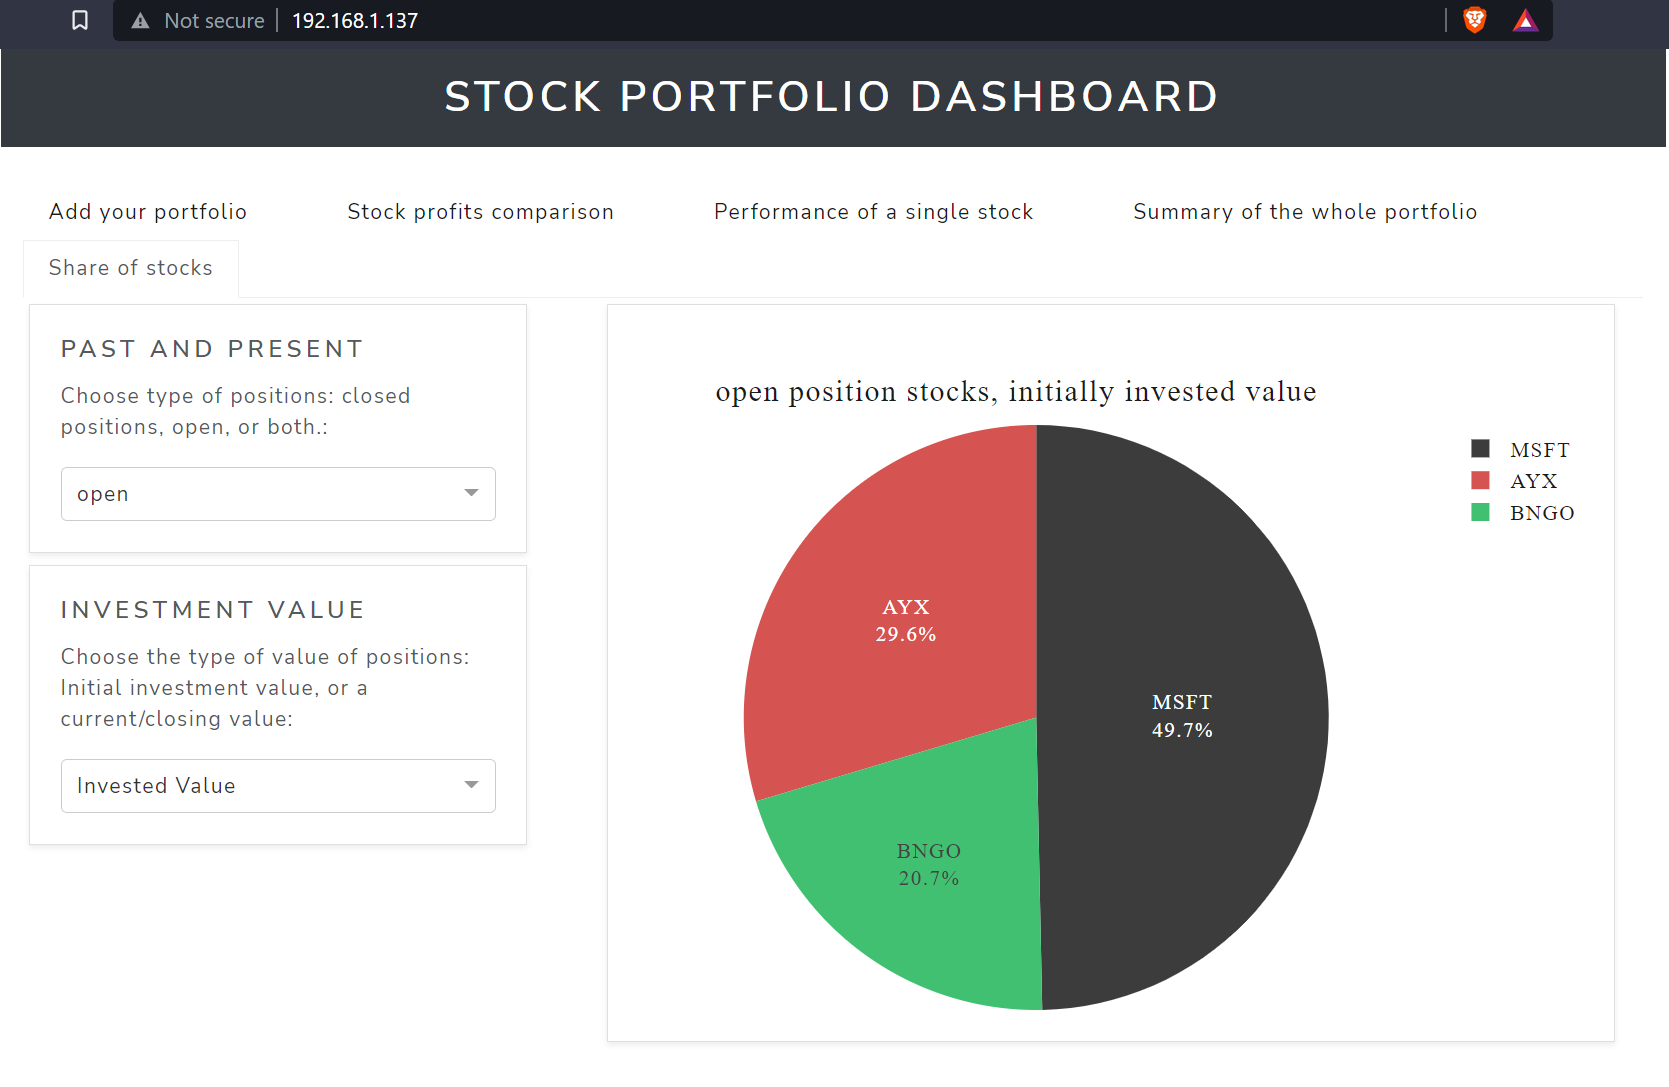 Not secure 192.168.1.137
STOCK PORTFOLIO DASHBOARD
Add your portfolio
Stock profits comparison
Performance of a single stock
Summary of the whole portfolio
Share of stocks
PAST AND PRESENT
Choose type of positions: closed
positions, open, or both.:
open
INVESTMENT VALUE
Choose the type of value of positions:
Initial investment value, or a
current/closing value:
Invested Value
open position stocks, initially invested value
MSFT
AYX
BNGO
AYX
29.6%
MSFT
49.7%
BNGO
20.7%